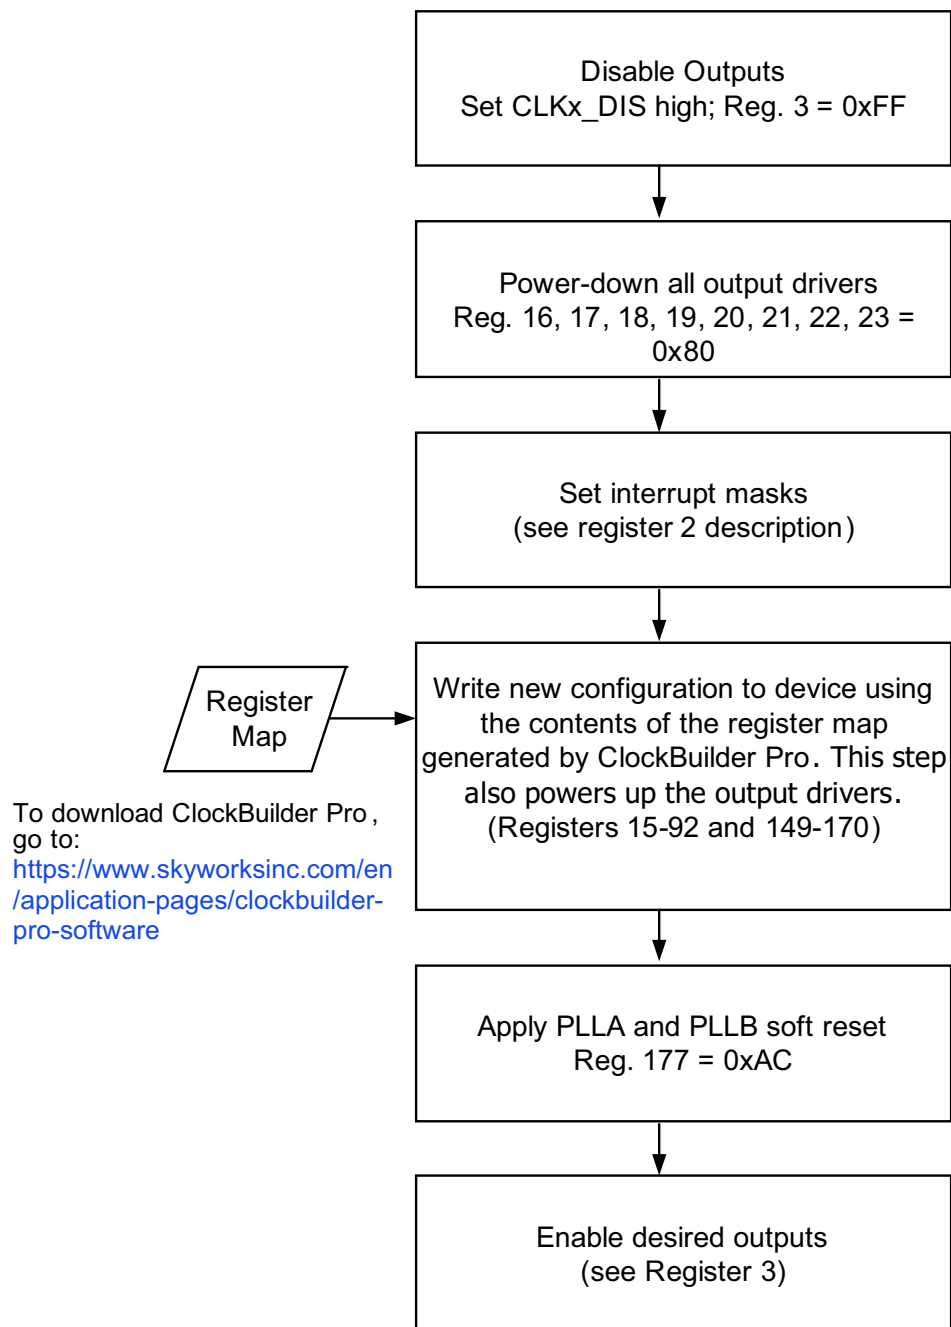 Disable Outputs
Set CLKx_DIS high; Reg. 3 = 0xFF
Power-down all output drivers
Reg. 16, 17, 18, 19, 20, 21, 22, 23 =
0x80
Set interrupt masks
(see register 2 description)
Register
Map
Write new configuration to device using
the contents of the register map
generated by ClockBuilder Pro. This step
also powers up the output drivers.
(Registers 15-92 and 149-170)
To download ClockBuilder Pro,
go to:
https://www.skyworksinc.com/en
/application-pages/clockbuilder-
pro-software
Apply PLLA and PLLB soft reset
Reg. 177 = 0xAC
Enable desired outputs
(see Register 3)